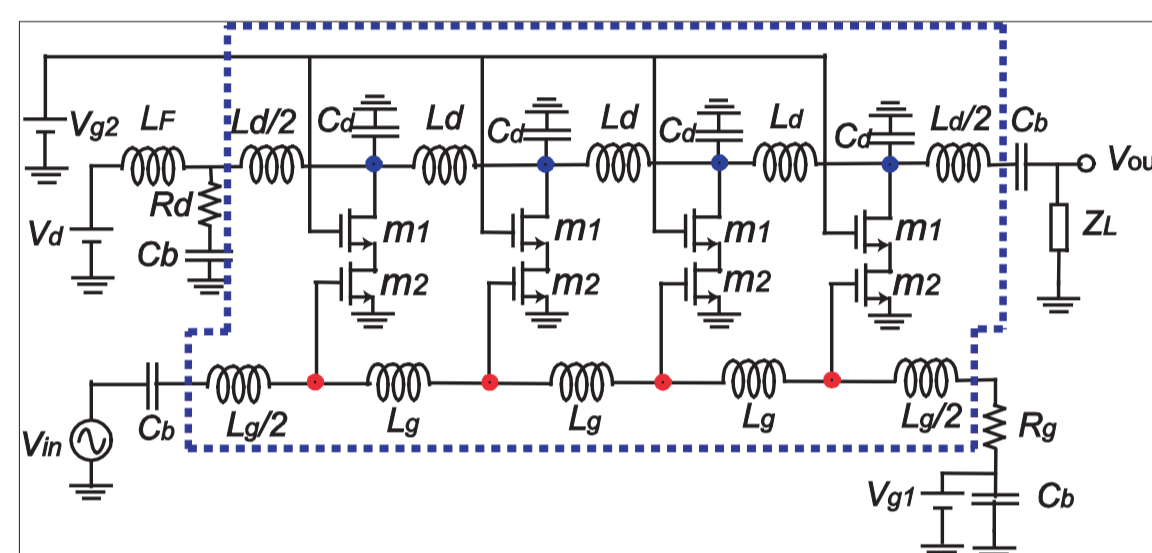 Vg2 LF Ld/2 Cd Ld Cd Ld Cd Ld Cd Ld/2 Cb
Vou
Rd m1 m1 m1 m1 ZL
Vd
Cb m2 m2 m2 m2
Vin Cb Lg/2 Lg Lg Lg Lg/2 Rg
Vg1 Cb